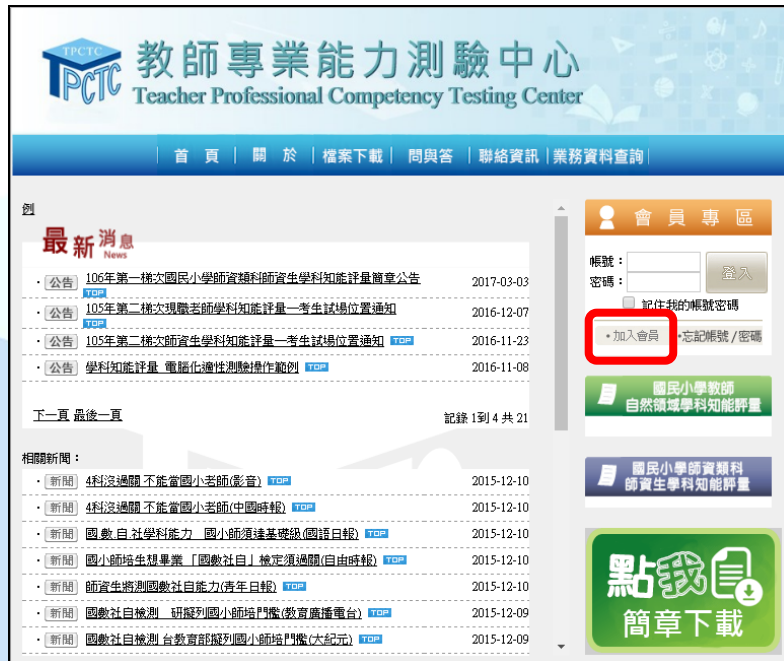 TPCTC
TPCTC
教師專業能力測驗中心
Teacher Professional Competency Testing Center
首頁 | 關於 | 檔案下載 | 問與答 | 聯絡資訊 | 業務資料查詢
例
最新消息
News
・公告 106年第一梯次國民小學師資類科師資生學科知能評量簡章公告 2017-03-03
TOP
・公告 105年第二梯次現職老師學科知能評量—考生試場位置通知 2016-12-07
TOP
・公告 105年第二梯次師資生學科知能評量—考生試場位置通知 TOP 2016-11-23
・公告 學科知能評量_電腦化適性測驗操作範例 TOP 2016-11-08
下一頁 最後一頁 記錄 1到 4 共 21
相關新聞：
・新聞 4科沒過關 不能當國小老師(影音) TOP 2015-12-10
・新聞 4科沒過關 不能當國小老師(中國時報) TOP 2015-12-10
・新聞 國.數.自.社學科能力　國小師須達基礎級(國語日報) TOP 2015-12-10
・新聞 國小師培生想畢業 「國數社自」檢定須過關(自由時報) TOP 2015-12-10
・新聞 師資生將測國數社自能力(青年日報) TOP 2015-12-10
・新聞 國數社自檢測　研擬列國小師培門檻(教育廣播電台) TOP 2015-12-09
・新聞 國數社自檢測 台教育部擬列國小師培門檻(大紀元) TOP 2015-12-09
會員專區
帳號：
密碼：
登入
記住我的帳號密碼
・加入會員 ・忘記帳號/密碼
國民小學教師
自然領域學科知能評量
國民小學師資類科
師資生學科知能評量
點我
簡章下載